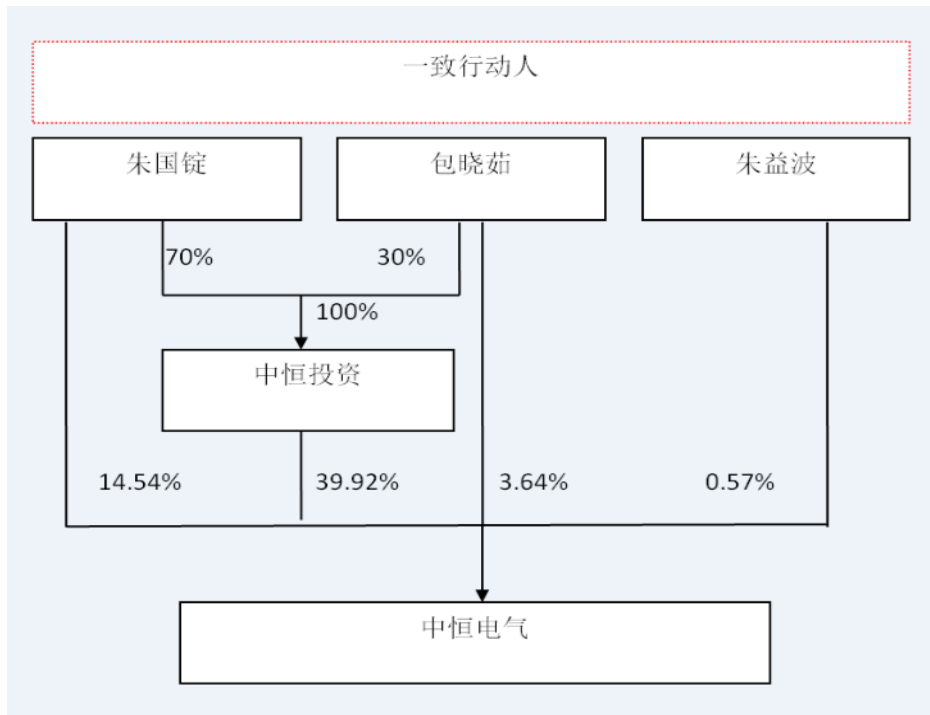 一致行动人
朱国锭 包晓茹 朱益波
70% 30%
100%
中恒投资
14.54% 39.92% 3.64% 0.57%
中恒电气